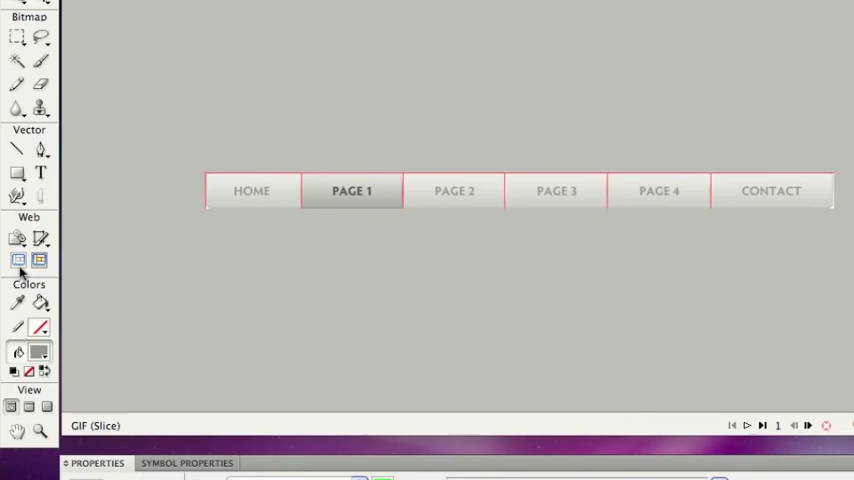 Bitmap
Vector
T
Web
Colors
View
HOME PAGE 1 PAGE 2 PAGE 3 PAGE 4 CONTACT
GIF (Slice)
1
PROPERTIES SYMBOL PROPERTIES